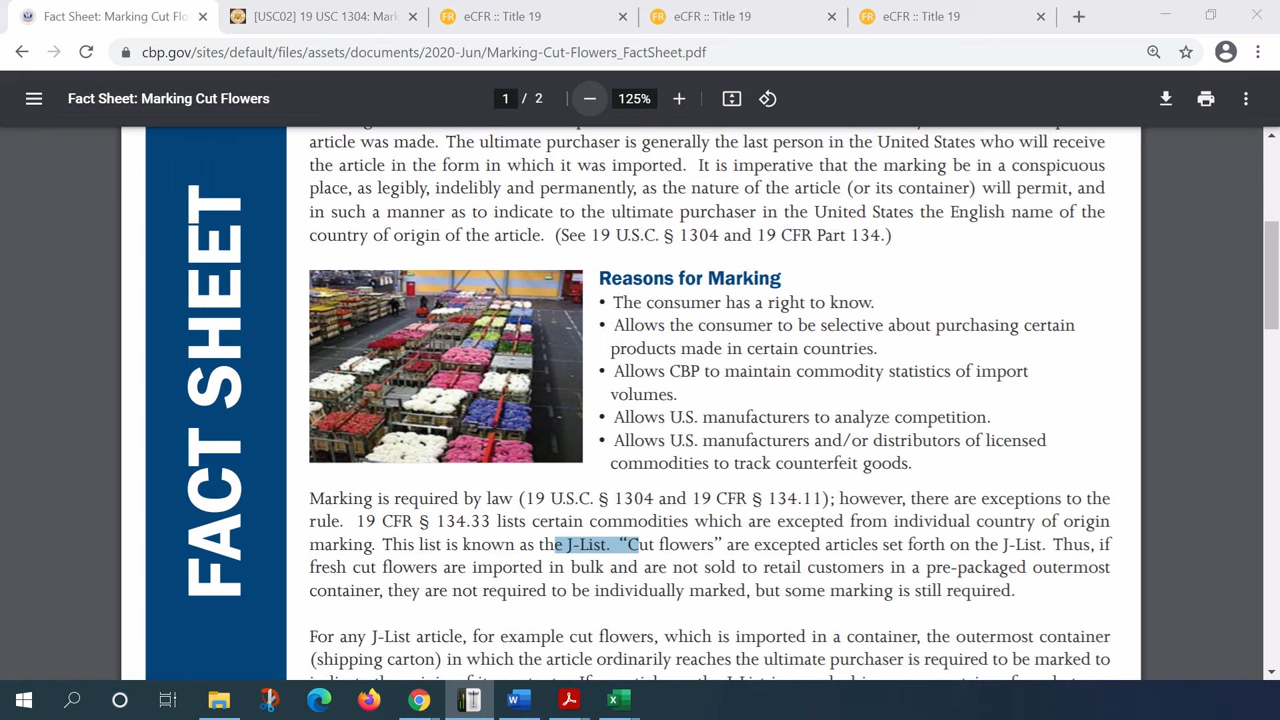 Fact Sheet: Marking Cut Flo
[USC02] 19 USC 1304: Mark
eCFR :: Title 19
eCFR :: Title 19
eCFR :: Title 19
cbp.gov/sites/default/files/assets/documents/2020-Jun/Marking-Cut-Flowers_FactSheet.pdf
Fact Sheet: Marking Cut Flowers
1 / 2
125%
FACT SHEET
article was made. The ultimate purchaser is generally the last person in the United States who will receive
the article in the form in which it was imported. It is imperative that the marking be in a conspicuous
place, as legibly, indelibly and permanently, as the nature of the article (or its container) will permit, and
in such a manner as to indicate to the ultimate purchaser in the United States the English name of the
country of origin of the article. (See 19 U.S.C. § 1304 and 19 CFR Part 134.)
Reasons for Marking
• The consumer has a right to know.
• Allows the consumer to be selective about purchasing certain
products made in certain countries.
• Allows CBP to maintain commodity statistics of import
volumes.
• Allows U.S. manufacturers to analyze competition.
• Allows U.S. manufacturers and/or distributors of licensed
commodities to track counterfeit goods.
Marking is required by law (19 U.S.C. § 1304 and 19 CFR § 134.11); however, there are exceptions to the
rule. 19 CFR § 134.33 lists certain commodities which are excepted from individual country of origin
marking. This list is known as the J-List. “Cut flowers” are excepted articles set forth on the J-List. Thus, if
fresh cut flowers are imported in bulk and are not sold to retail customers in a pre-packaged outermost
container, they are not required to be individually marked, but some marking is still required.
For any J-List article, for example cut flowers, which is imported in a container, the outermost container
(shipping carton) in which the article ordinarily reaches the ultimate purchaser is required to be marked to